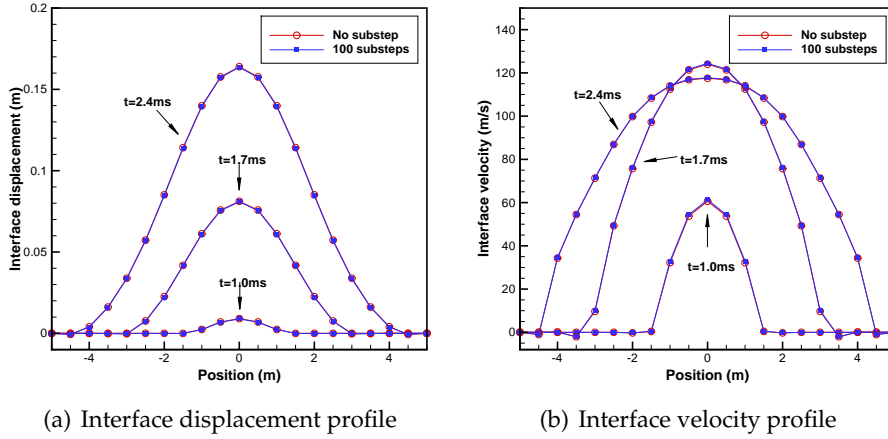 0.2
0.15
0.1
0.05
0
-4 -2 0 2 4
Position (m)
Interface displacement (m)
No substep
100 substeps
t=2.4ms
t=1.7ms
t=1.0ms
(a) Interface displacement profile
140
120
100
80
60
40
20
0
-4 -2 0 2 4
Position (m)
Interface velocity (m/s)
No substep
100 substeps
t=2.4ms
t=1.7ms
t=1.0ms
(b) Interface velocity profile